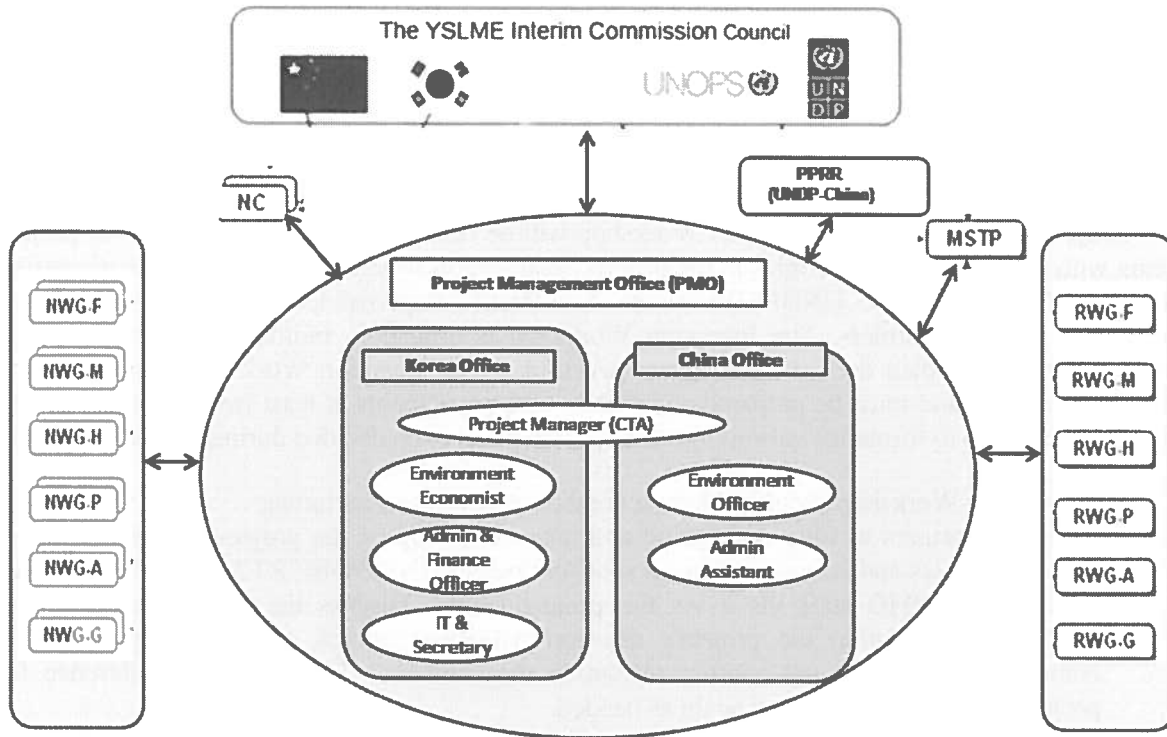 The YSLME Interim Commission Council
UNOPS
UN
DP
NC
PPRR
(UNDP-China)
MSTP
Project Management Office (PMO)
NWG-F
NWG-M
NWG-H
NWG-P
NWG-A
NWG-G
Korea Office
China Office
Project Manager (CTA)
Environment
Economist
Admin &
Finance
Officer
IT &
Secretary
Environment
Officer
Admin
Assistant
RWG-F
RWG-M
RWG-H
RWG-P
RWG-A
RWG-G